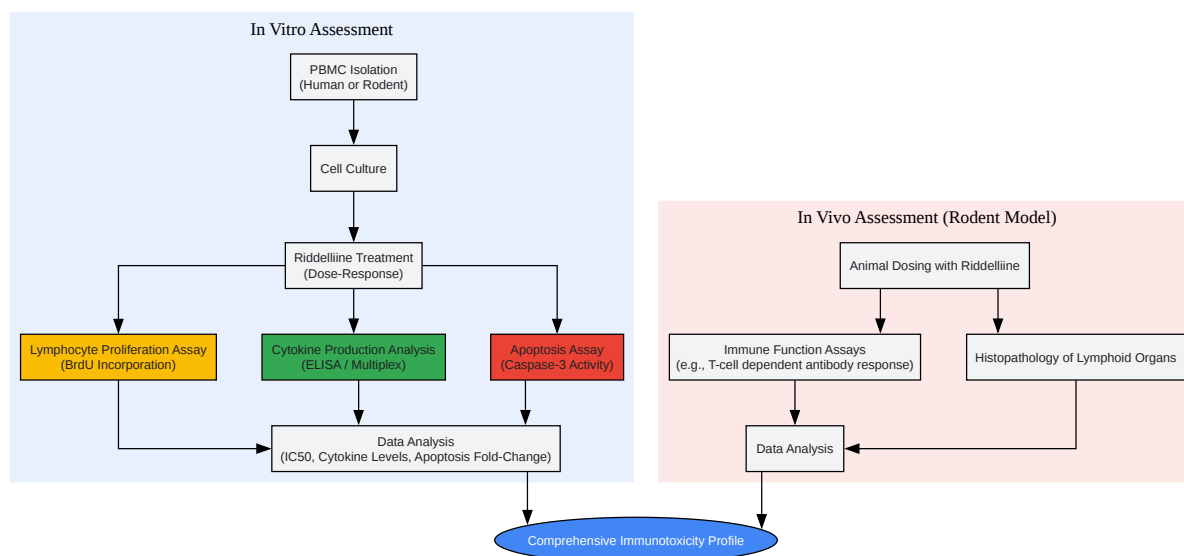 In Vitro Assessment
PBMC Isolation
(Human or Rodent)
Cell Culture
Riddelliine Treatment
(Dose-Response)
Lymphocyte Proliferation Assay
(BrdU Incorporation)
Cytokine Production Analysis
(ELISA / Multiplex)
Apoptosis Assay
(Caspase-3 Activity)
Data Analysis
(IC50, Cytokine Levels, Apoptosis Fold-Change)
In Vivo Assessment (Rodent Model)
Animal Dosing with Riddelliine
Immune Function Assays
(e.g., T-cell dependent antibody response)
Histopathology of Lymphoid Organs
Data Analysis
Comprehensive Immunotoxicity Profile